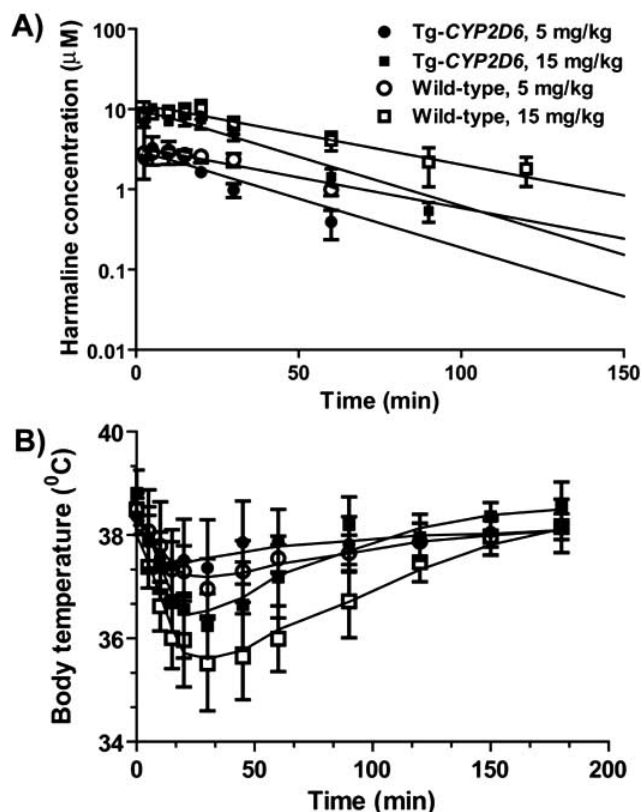 A)
Tg-CYP2D6, 5 mg/kg
Tg-CYP2D6, 15 mg/kg
Wild-type, 5 mg/kg
Wild-type, 15 mg/kg
Harmaline concentration (μM)
100
10
1
0.1
0.01
0
50
100
150
Time (min)
B)
Body temperature (⁰C)
40
38
36
34
0
50
100
150
200
Time (min)